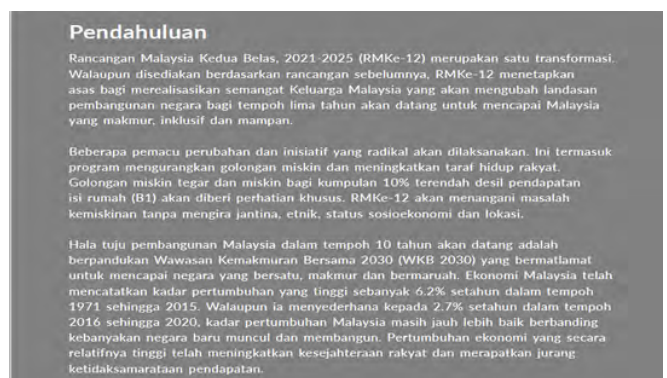 Pendahuluan
Rancangan Malaysia Kedua Belas, 2021-2025 (RMKe-12) merupakan satu transformasi.
Walaupun disediakan berdasarkan rancangan sebelumnya, RMKe-12 menetapkan
asas bagi merealisasikan semangat Keluarga Malaysia yang akan mengubah landasan
pembangunan negara bagi tempoh lima tahun akan datang untuk mencapai Malaysia
yang makmur, inklusif dan mampan.
Beberapa pemacu perubahan dan inisiatif yang radikal akan dilaksanakan. Ini termasuk
program mengurangkan golongan miskin dan meningkatkan taraf hidup rakyat.
Golongan miskin tegar dan miskin bagi kumpulan 10% terendah desil pendapatan
isi rumah (B1) akan diberi perhatian khusus. RMKe-12 akan menangani masalah
kemiskinan tanpa mengira jantina, etnik, status sosioekonomi dan lokasi.
Hala tuju pembangunan Malaysia dalam tempoh 10 tahun akan datang adalah
berpandukan Wawasan Kemakmuran Bersama 2030 (WKB 2030) yang bermatlamat
untuk mencapai negara yang bersatu, makmur dan bermaruah. Ekonomi Malaysia telah
mencatatkan kadar pertumbuhan yang tinggi sebanyak 6.2% setahun dalam tempoh
1971 sehingga 2015. Walaupun ia menyederhana kepada 2.7% setahun dalam tempoh
2016 sehingga 2020, kadar pertumbuhan Malaysia masih jauh lebih baik berbanding
kebanyakan negara baru muncul dan membangun. Pertumbuhan ekonomi yang secara
relatifnya tinggi telah meningkatkan kesejahteraan rakyat dan merapatkan jurang
ketidaksamarataan pendapatan.